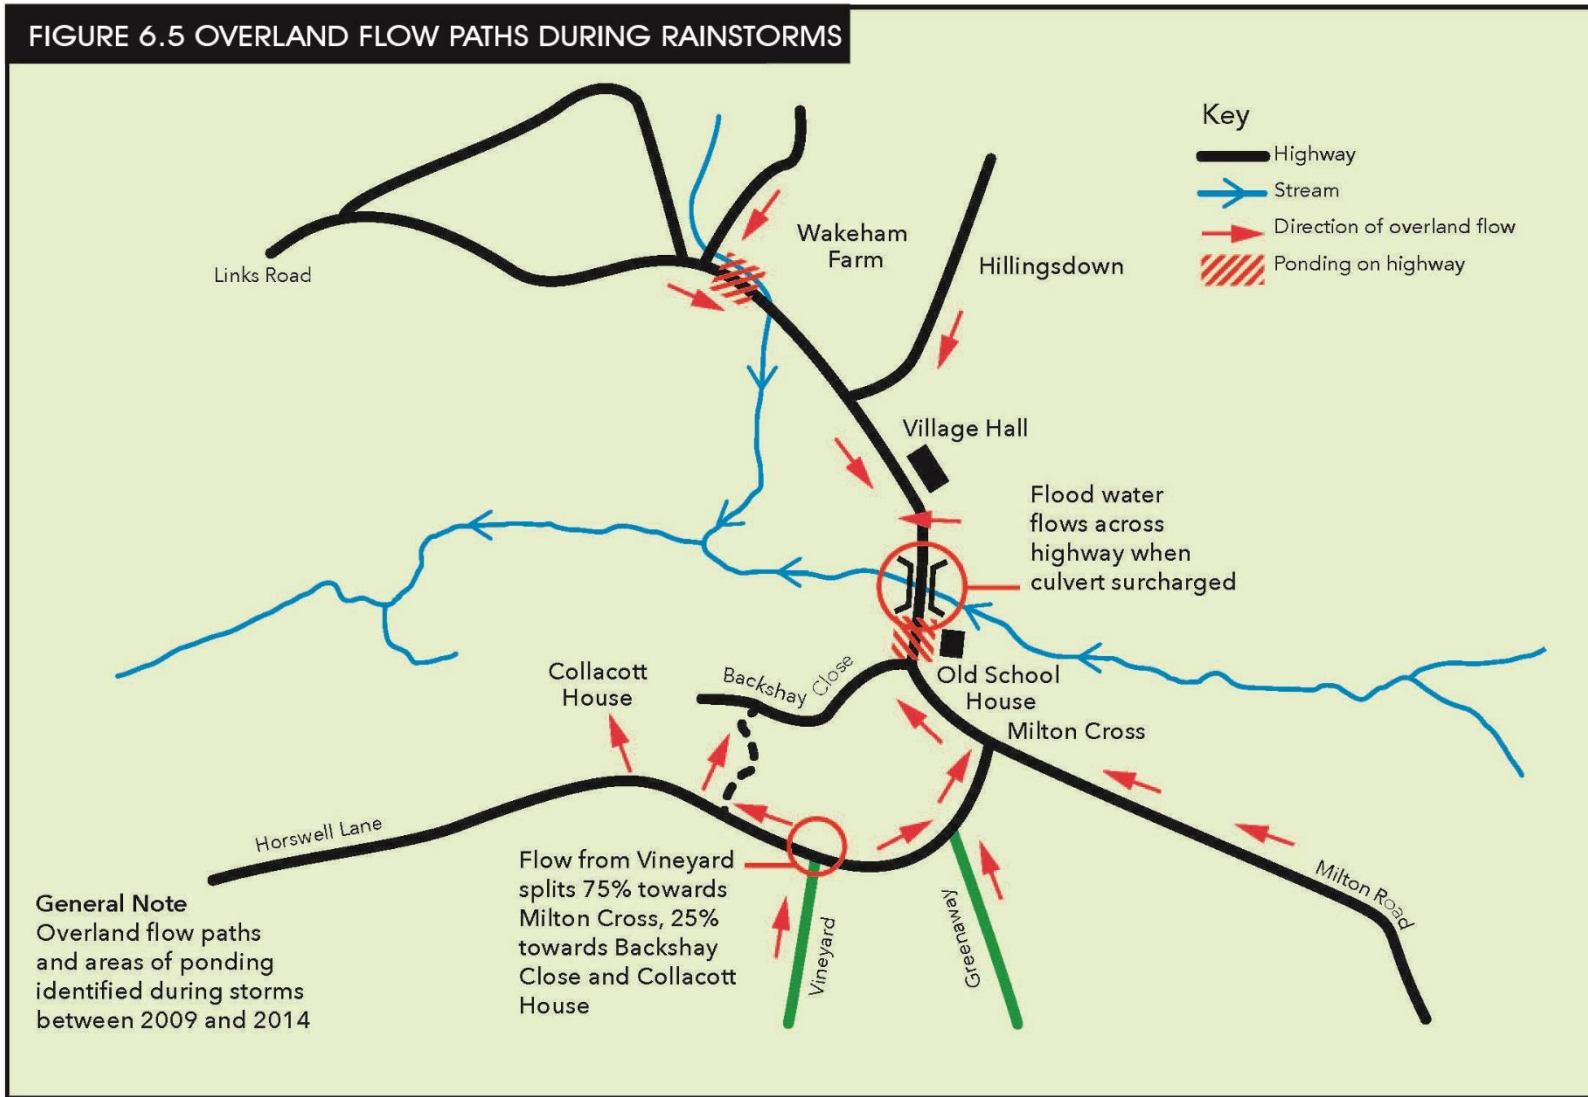 FIGURE 6.5 OVERLAND FLOW PATHS DURING RAINSTORMS
Key
Highway
Stream
Direction of overland flow
Ponding on highway
Wakeham
Farm
Hillingsdown
Links Road
Village Hall
Flood water
flows across
highway when
culvert surcharged
Collacott
House
Backshay Close
Old School
House
Milton Cross
Horswell Lane
Milton Road
Flow from Vineyard
splits 75% towards
Milton Cross, 25%
towards Backshay
Close and Collacott
House
Vineyard
Greenaway
General Note
Overland flow paths
and areas of ponding
identified during storms
between 2009 and 2014